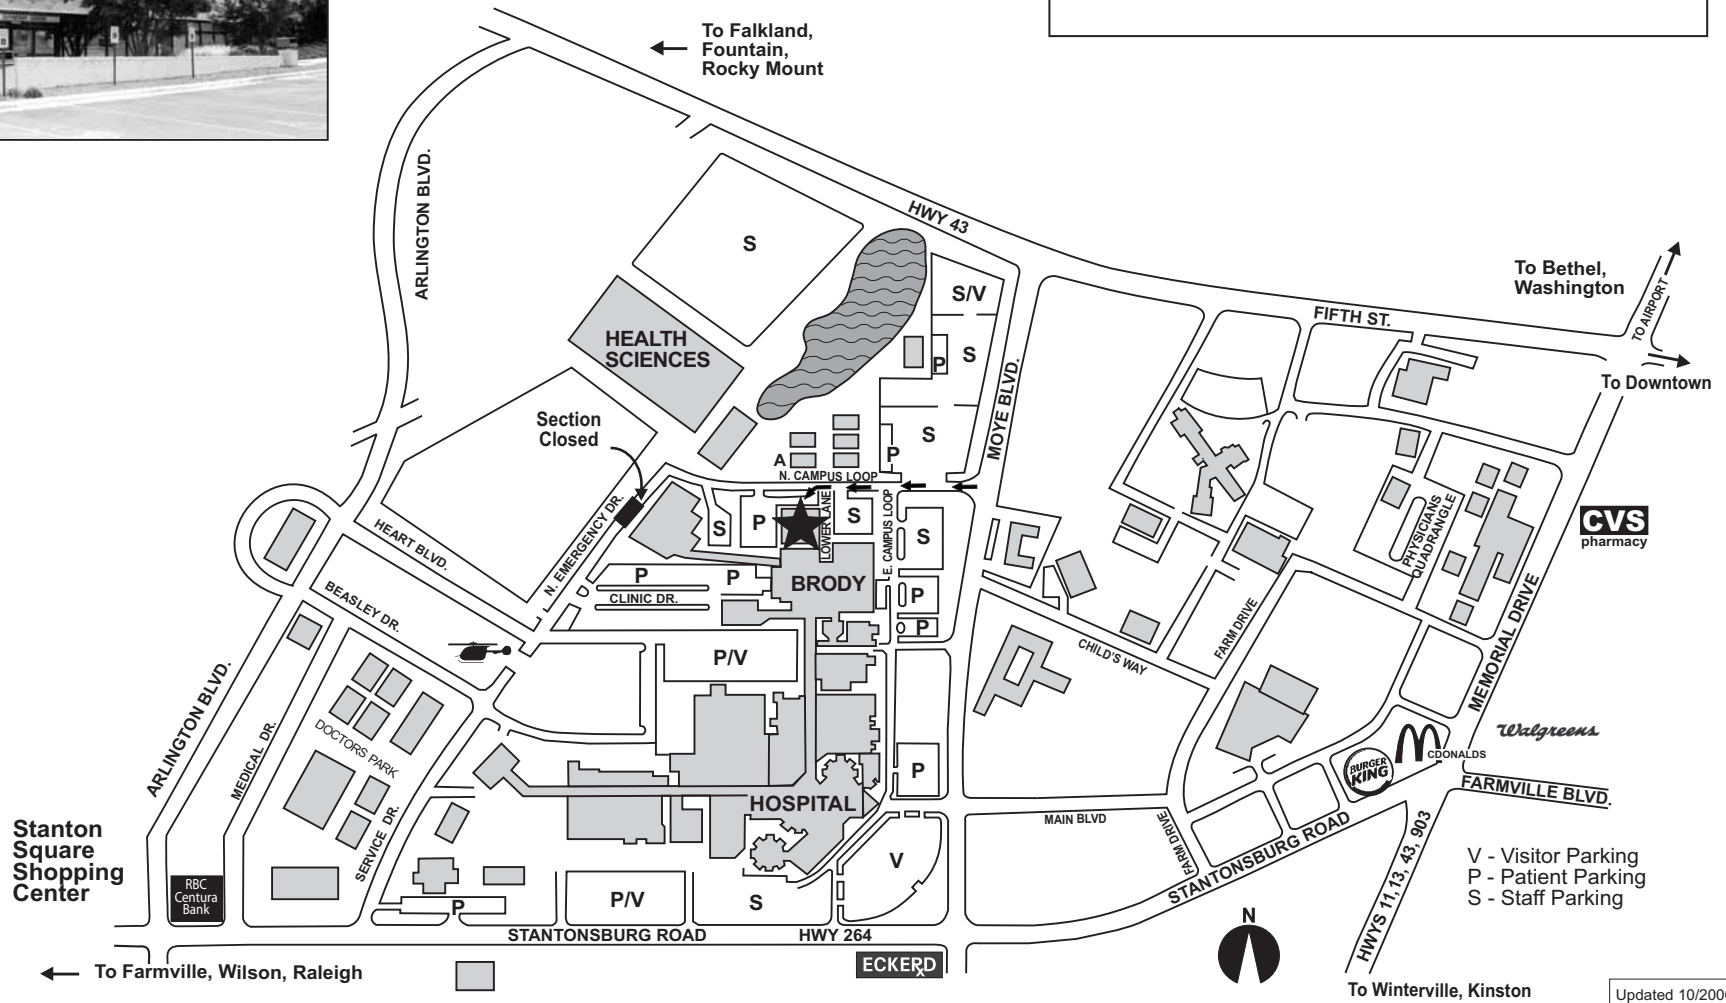 To Falkland,
Fountain,
Rocky Mount
ARLINGTON BLVD.
HWY 43
S
To Bethel,
Washington
TO AIRPORT
S/V
FIFTH ST.
HEALTH
SCIENCES
P
S
To Downtown
MOYE BLVD.
Section
Closed
S
P
A
N. CAMPUS LOOP
N. EMERGENCY DR.
S
P
LOWER LANE
S
E. CAMPUS LOOP
S
PHYSICIANS
QUADRANGLE
CVS
pharmacy
HEART BLVD.
P
P
BRODY
P
CLINIC DR.
BEASLEY DR.
P
FARM DRIVE
MEMORIAL DRIVE
P/V
CHILD'S WAY
ARLINGTON BLVD.
MEDICAL DR.
DOCTORS PARK
Walgreens
CDONALDS
BURGER
KING
P
FARMVILLE BLVD.
HOSPITAL
SERVICE DR.
MAIN BLVD
FARM DRIVE
STANTONSBURG ROAD
HWYS 11, 13, 43, 903
Stanton
Square
Shopping
Center
V
V - Visitor Parking
P - Patient Parking
S - Staff Parking
RBC
Centura
Bank
P
P/V
S
N
STANTONSBURG ROAD
HWY 264
ECKERD
x
To Farmville, Wilson, Raleigh
To Winterville, Kinston
Updated 10/200